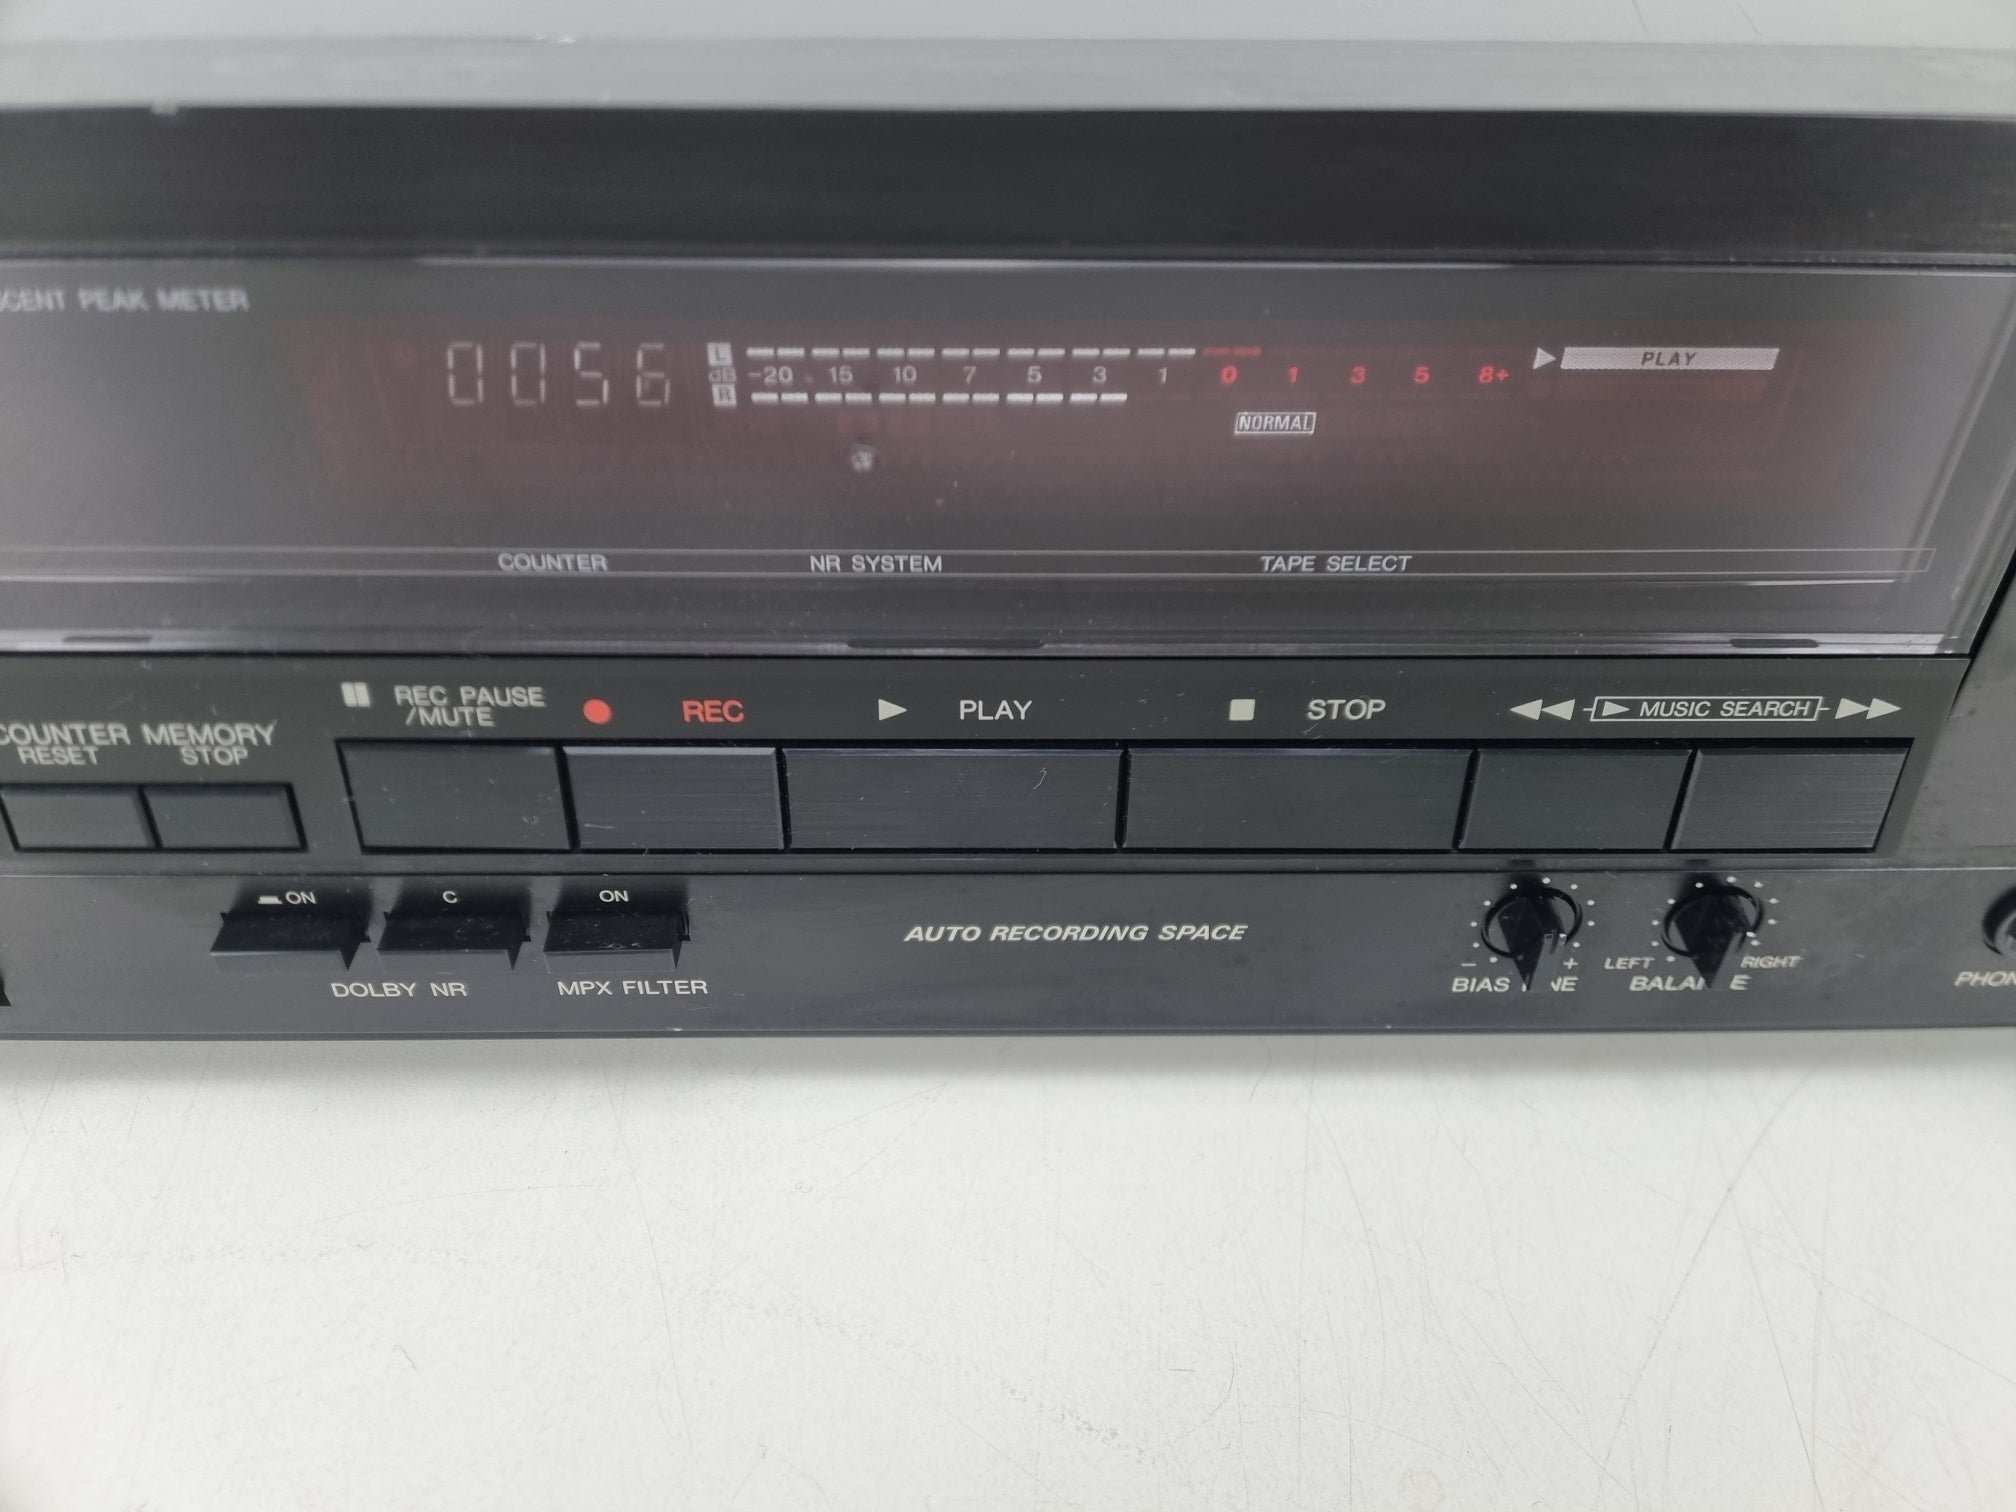 PEAK METER
0056
L
dB -20 15 10 7 5 3 1 0 1 3 5 8+
R
PLAY
NORMAL
COUNTER NR SYSTEM TAPE SELECT
REC PAUSE
/MUTE
REC
PLAY
STOP
MUSIC SEARCH
COUNTER MEMORY
RESET STOP
ON C ON
DOLBY NR MPX FILTER
AUTO RECORDING SPACE
- +
BIAS
LEFT RIGHT